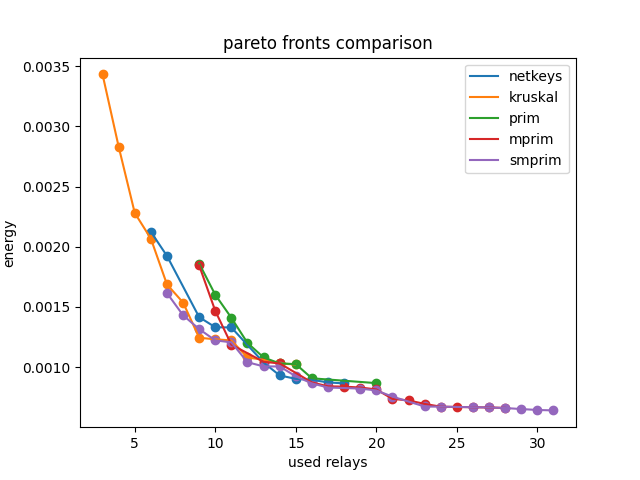 pareto fronts comparison
netkeys
kruskal
prim
mprim
smprim
energy
0.0035
0.0030
0.0025
0.0020
0.0015
0.0010
5 10 15 20 25 30
used relays